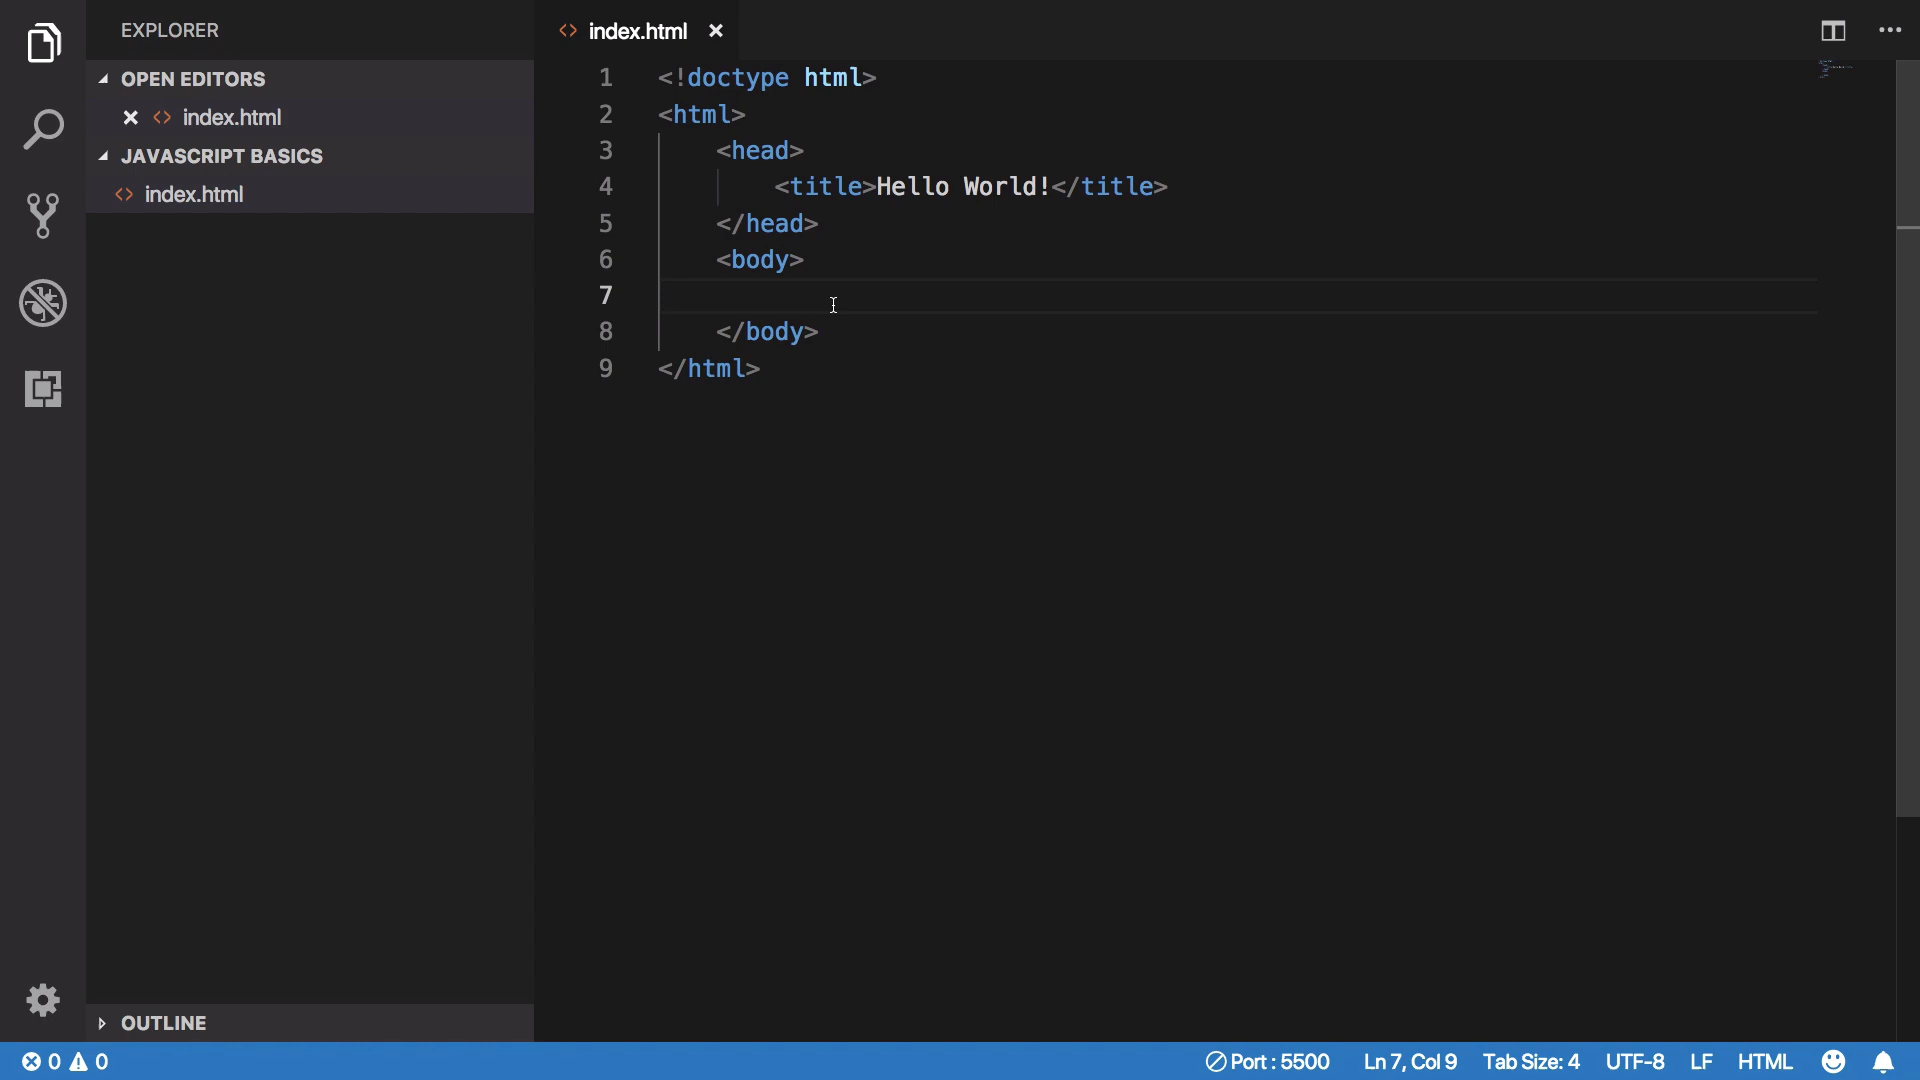 EXPLORER
OPEN EDITORS
index.html
JAVASCRIPT BASICS
index.html
OUTLINE
<> index.html
1 <!doctype html>
2 <html>
3 <head>
4 <title>Hello World!</title>
5 </head>
6 <body>
7
8 </body>
9 </html>
0 0 Port : 5500 Ln 7, Col 9 Tab Size: 4 UTF-8 LF HTML